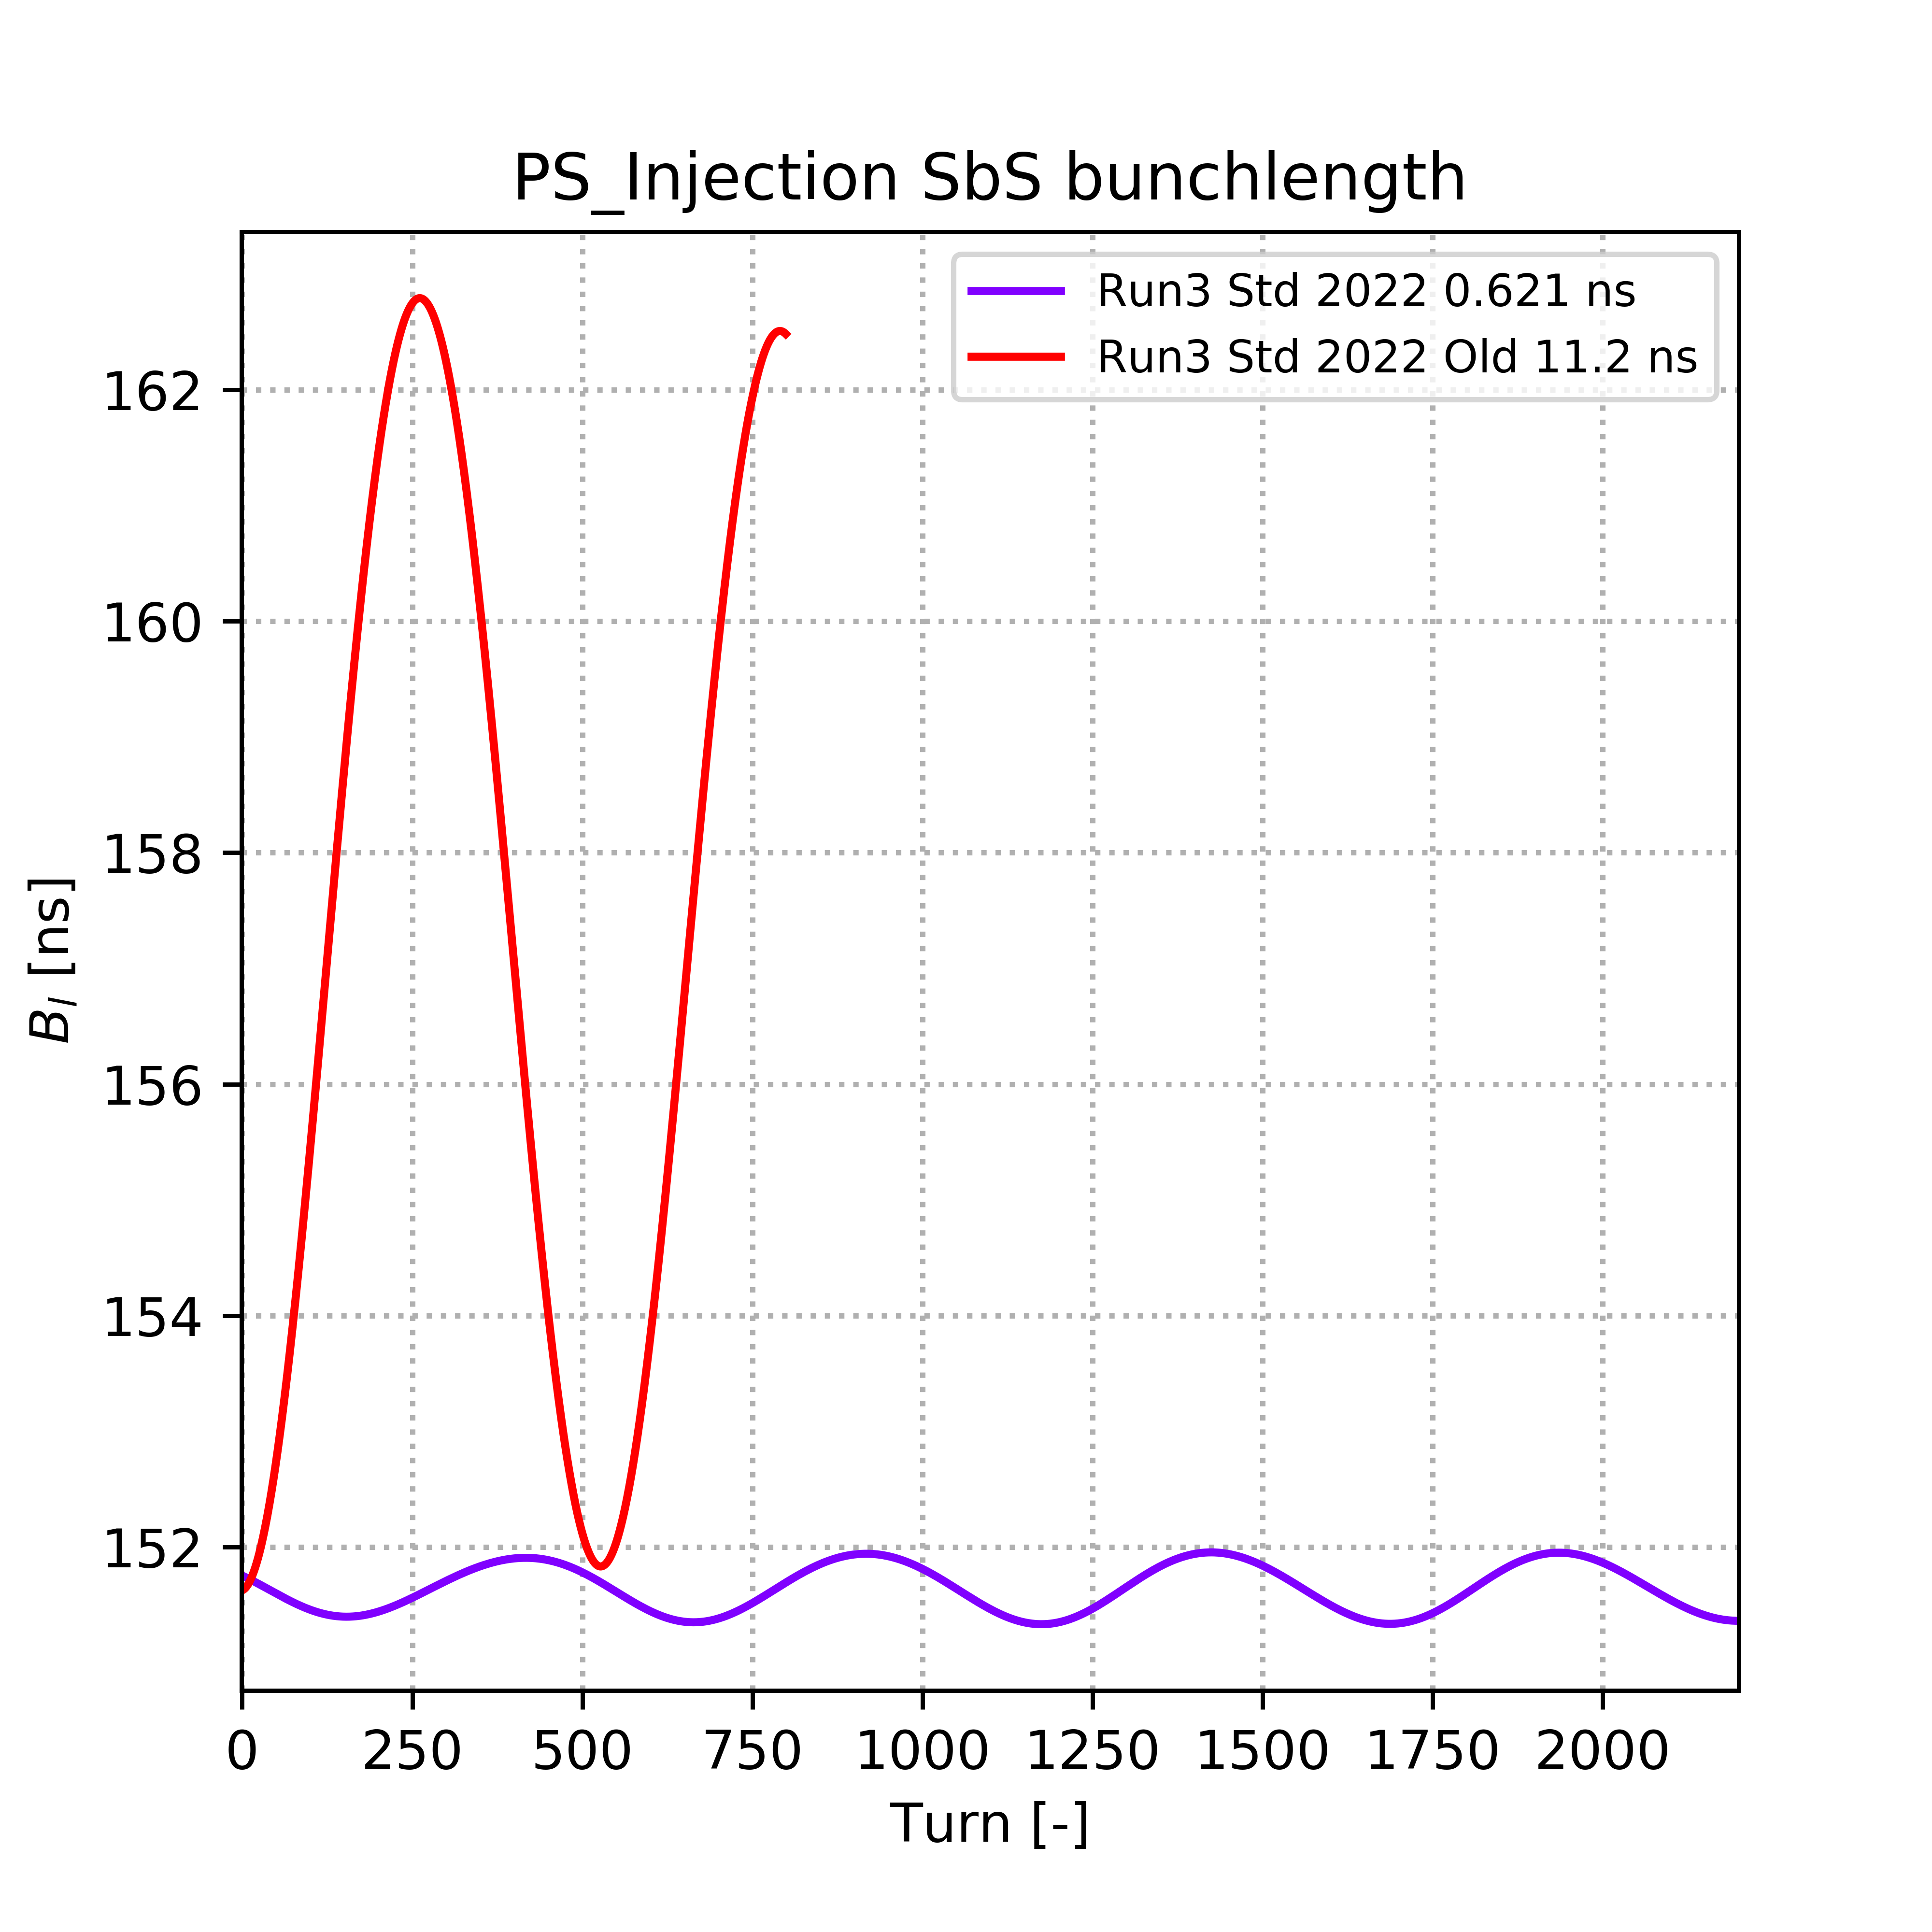 PS_Injection SbS bunchlength
Run3 Std 2022 0.621 ns
Run3 Std 2022 Old 11.2 ns
162
160
158
156
154
152
B_l [ns]
0 250 500 750 1000 1250 1500 1750 2000
Turn [-]